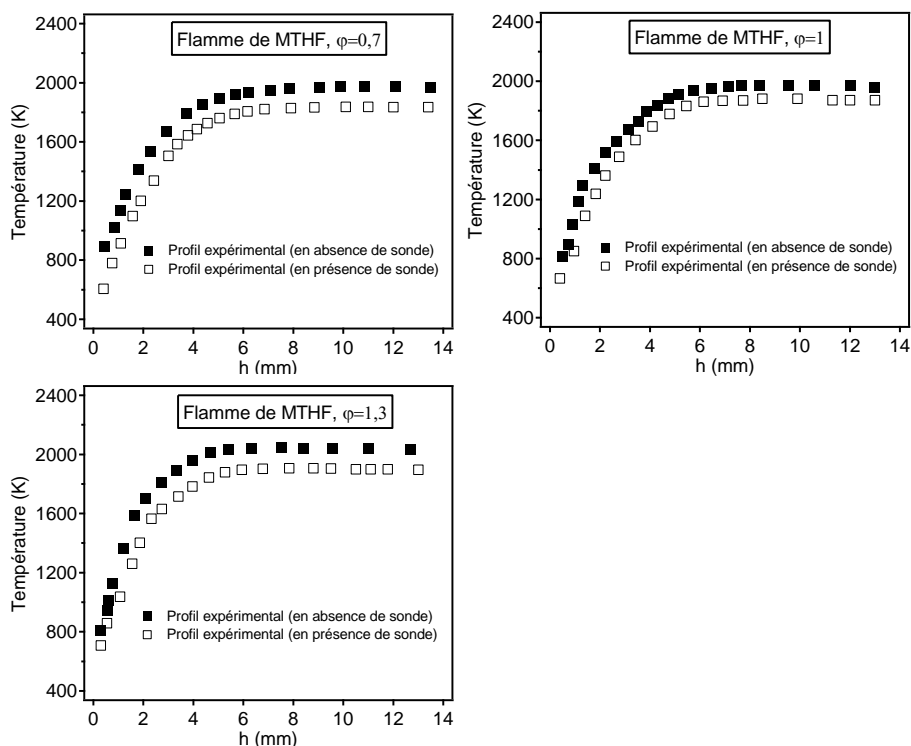 Flamme de MTHF, φ=0,7
2400
2000
1600
1200
800
400
Température (K)
Profil expérimental (en absence de sonde)
Profil expérimental (en présence de sonde)
0 2 4 6 8 10 12 14
h (mm)
Flamme de MTHF, φ=1
2400
2000
1600
1200
800
400
Température (K)
Profil expérimental (en absence de sonde)
Profil expérimental (en présence de sonde)
0 2 4 6 8 10 12 14
h (mm)
Flamme de MTHF, φ=1,3
2400
2000
1600
1200
800
400
Température (K)
Profil expérimental (en absence de sonde)
Profil expérimental (en présence de sonde)
0 2 4 6 8 10 12 14
h (mm)